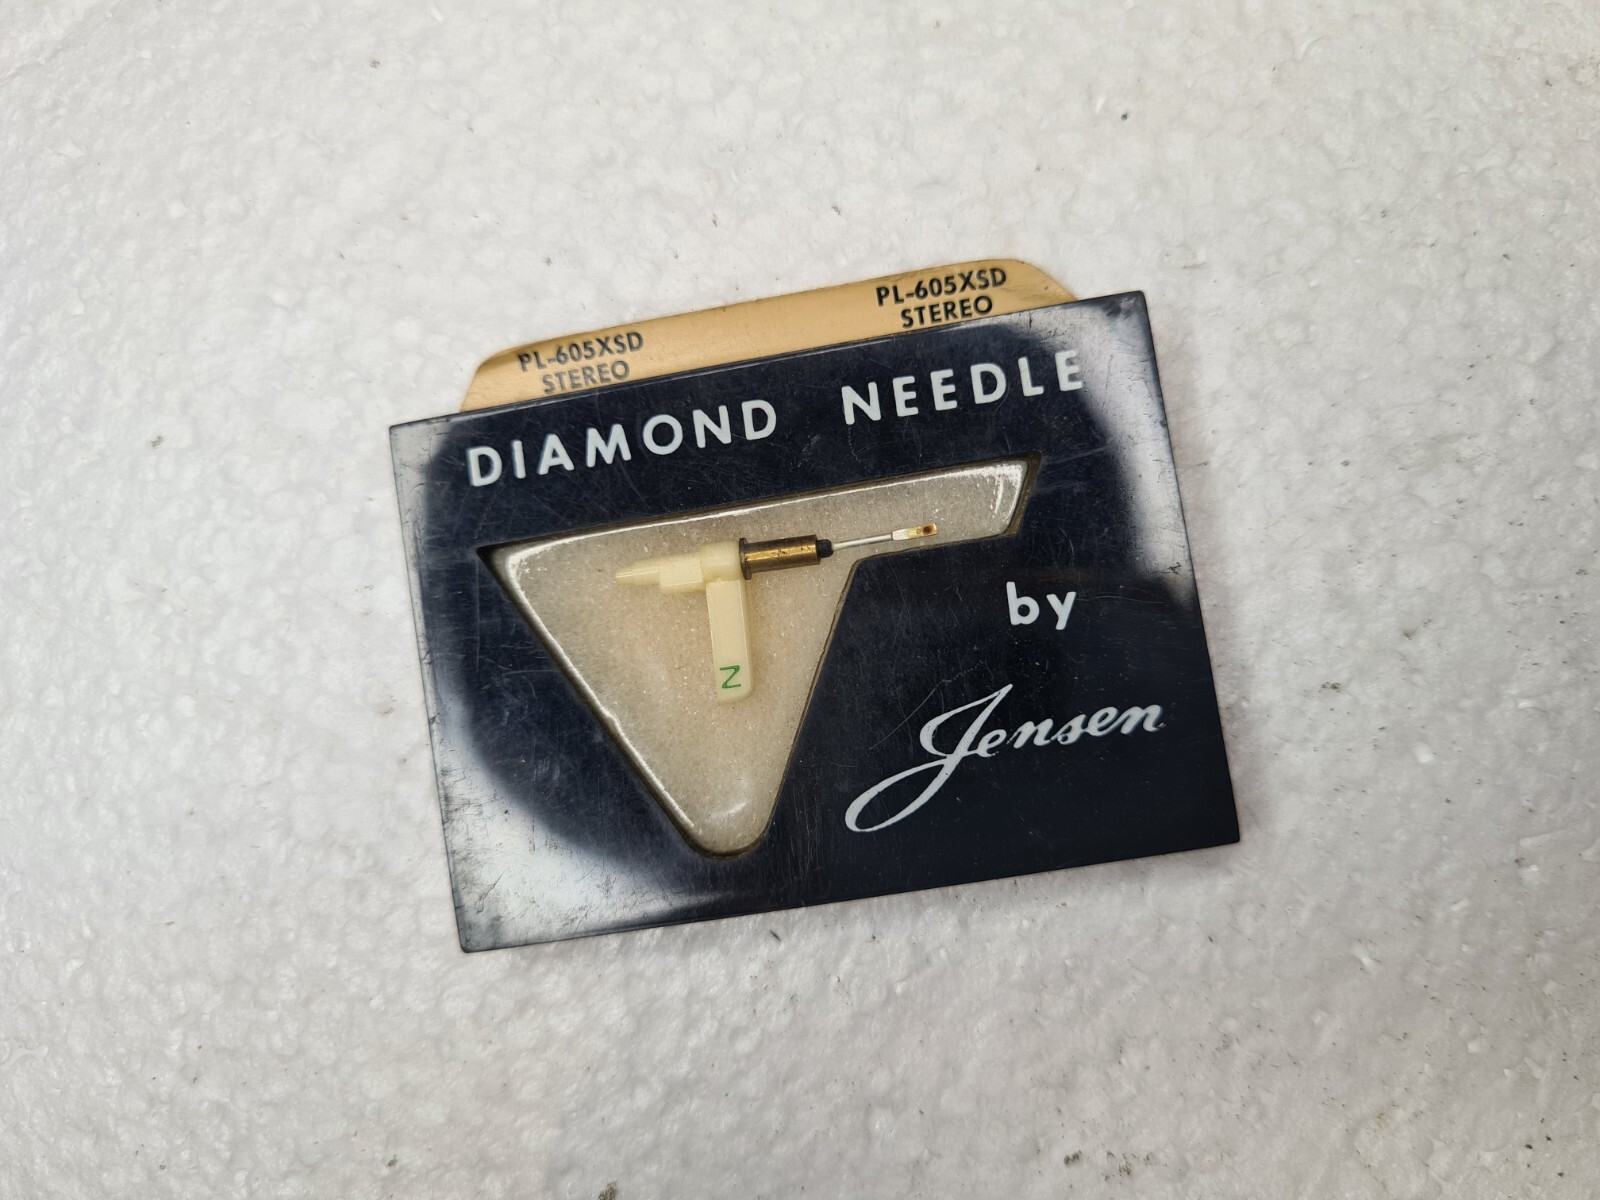 PL-605XSD
STEREO
PL-605XSD
STEREO
DIAMOND NEEDLE
by
Jensen
N